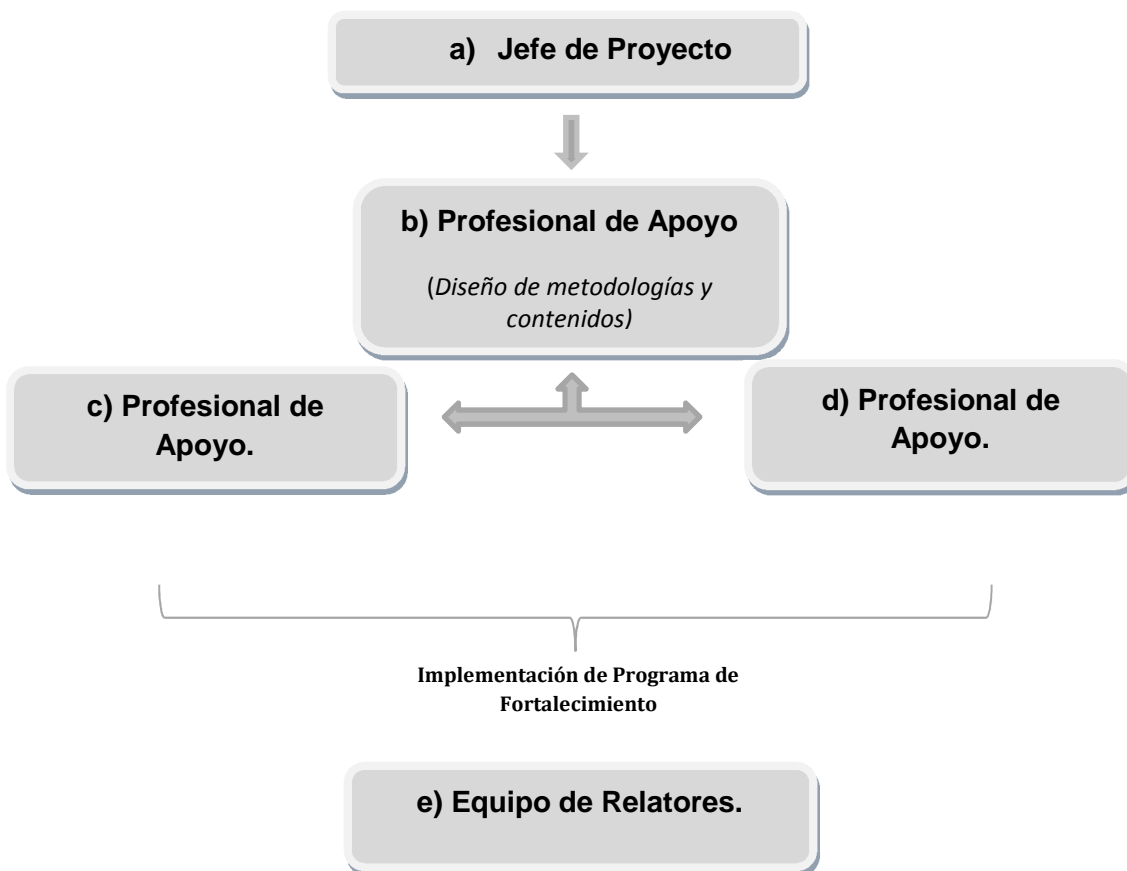 a) Jefe de Proyecto
b) Profesional de Apoyo
(Diseño de metodologías y
contenidos)
c) Profesional de
Apoyo.
d) Profesional de
Apoyo.
Implementación de Programa de
Fortalecimiento
e) Equipo de Relatores.